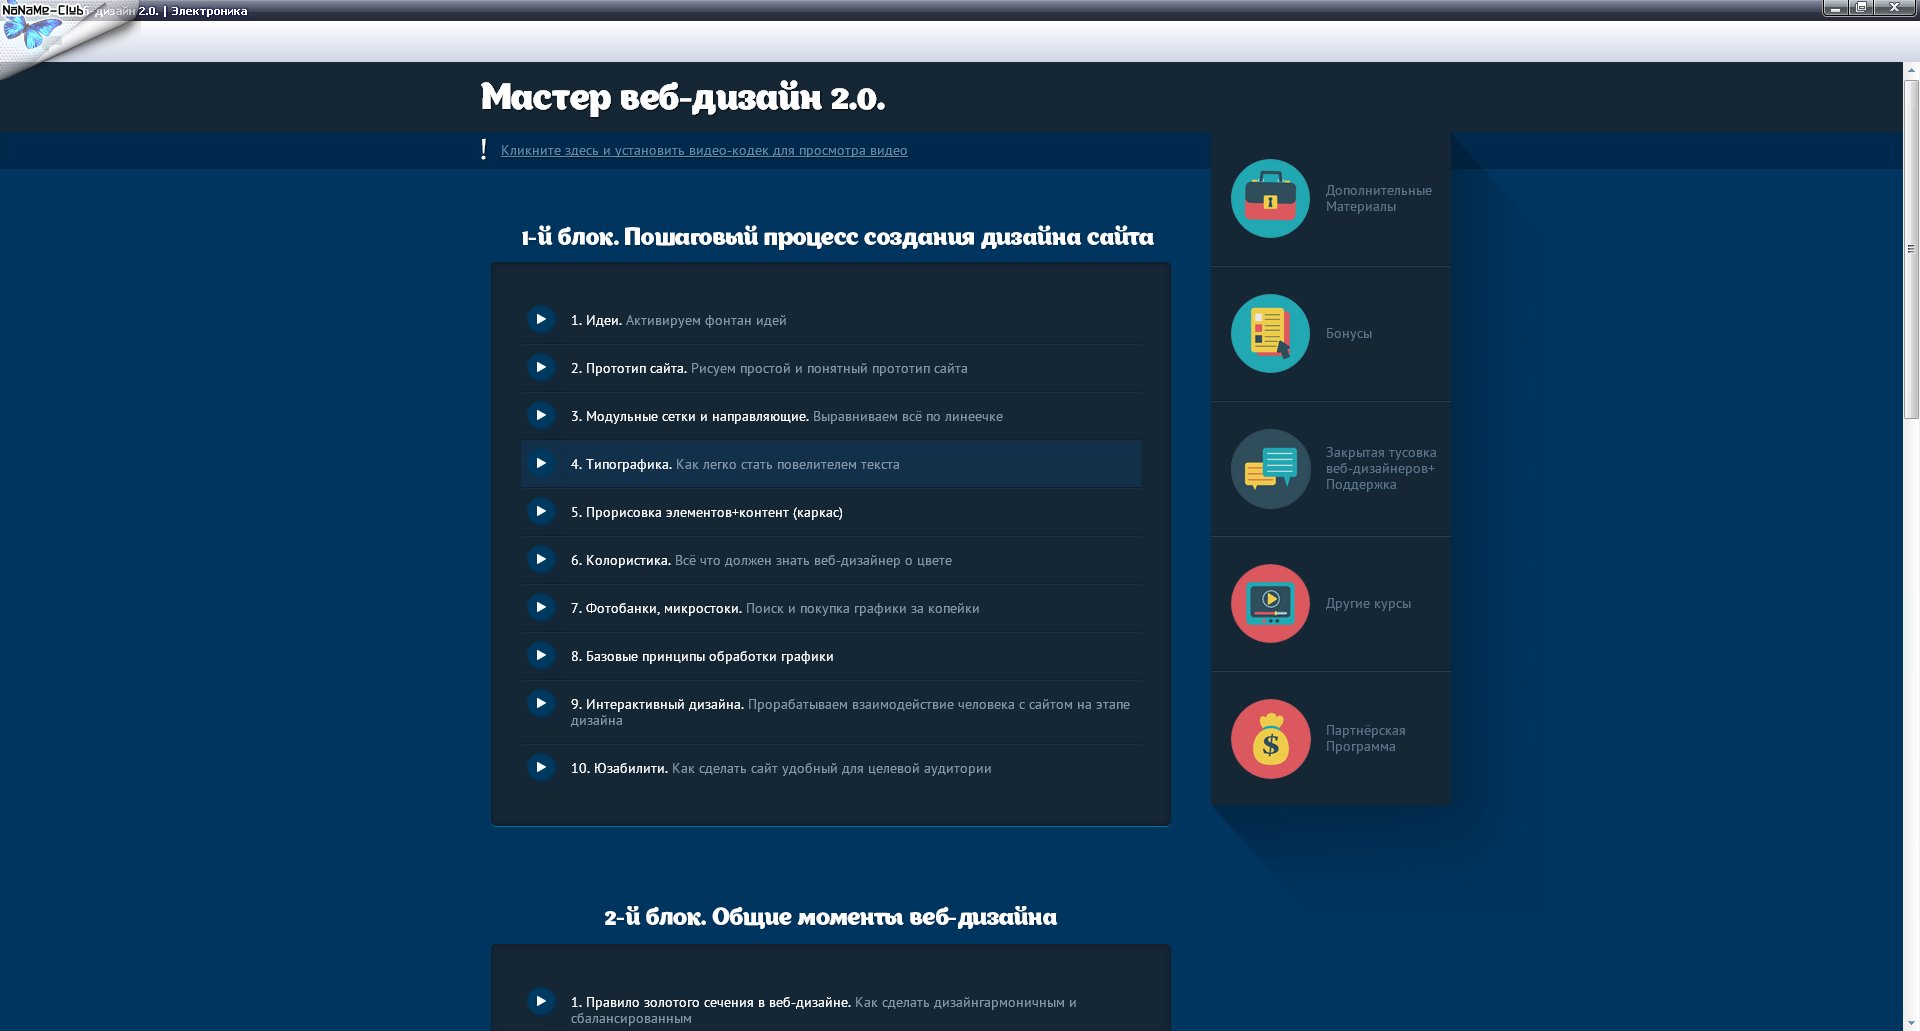 NoNaMe-Club
б-дизайн 2.0. | Электроника
Мастер веб-дизайн 2.0.
! Кликните здесь и установить видео-кодек для просмотра видео
1-й блок. Пошаговый процесс создания дизайна сайта
1. Идеи. Активируем фонтан идей
2. Прототип сайта. Рисуем простой и понятный прототип сайта
3. Модульные сетки и направляющие. Выравниваем всё по линеечке
4. Типографика. Как легко стать повелителем текста
5. Прорисовка элементов+контент (каркас)
6. Колористика. Всё что должен знать веб-дизайнер о цвете
7. Фотобанки, микростоки. Поиск и покупка графики за копейки
8. Базовые принципы обработки графики
9. Интерактивный дизайна. Прорабатываем взаимодействие человека с сайтом на этапе
дизайна
10. Юзабилити. Как сделать сайт удобный для целевой аудитории
2-й блок. Общие моменты веб-дизайна
1. Правило золотого сечения в веб-дизайне. Как сделать дизайнгармоничным и
сбалансированным
Дополнительные
Материалы
Бонусы
Закрытая тусовка
веб-дизайнеров+
Поддержка
Другие курсы
$
Партнёрская
Программа